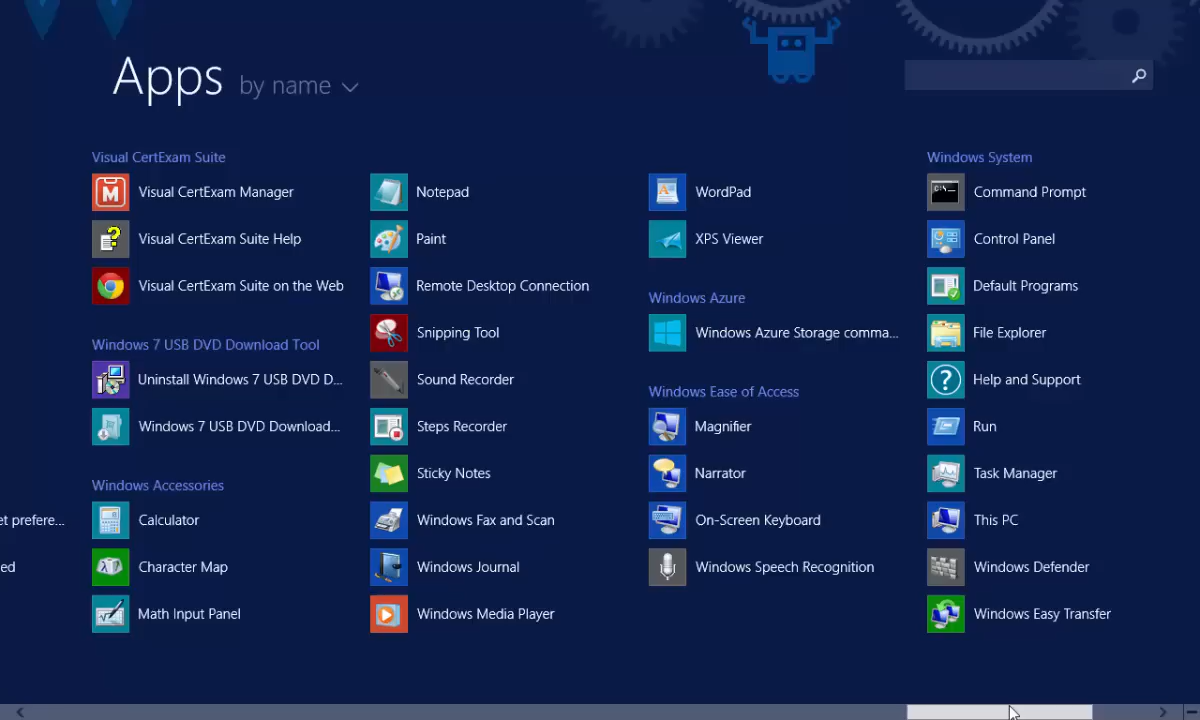 Apps by name
Visual CertExam Suite
Visual CertExam Manager
Visual CertExam Suite Help
Visual CertExam Suite on the Web
Windows 7 USB DVD Download Tool
Uninstall Windows 7 USB DVD D...
Windows 7 USB DVD Download...
Windows Accessories
et prefere...
Calculator
ed
Character Map
Math Input Panel
Notepad
Paint
Remote Desktop Connection
Snipping Tool
Sound Recorder
Steps Recorder
Sticky Notes
Windows Fax and Scan
Windows Journal
Windows Media Player
WordPad
XPS Viewer
Windows Azure
Windows Azure Storage comma...
Windows Ease of Access
Magnifier
Narrator
On-Screen Keyboard
Windows Speech Recognition
Windows System
Command Prompt
Control Panel
Default Programs
File Explorer
Help and Support
Run
Task Manager
This PC
Windows Defender
Windows Easy Transfer